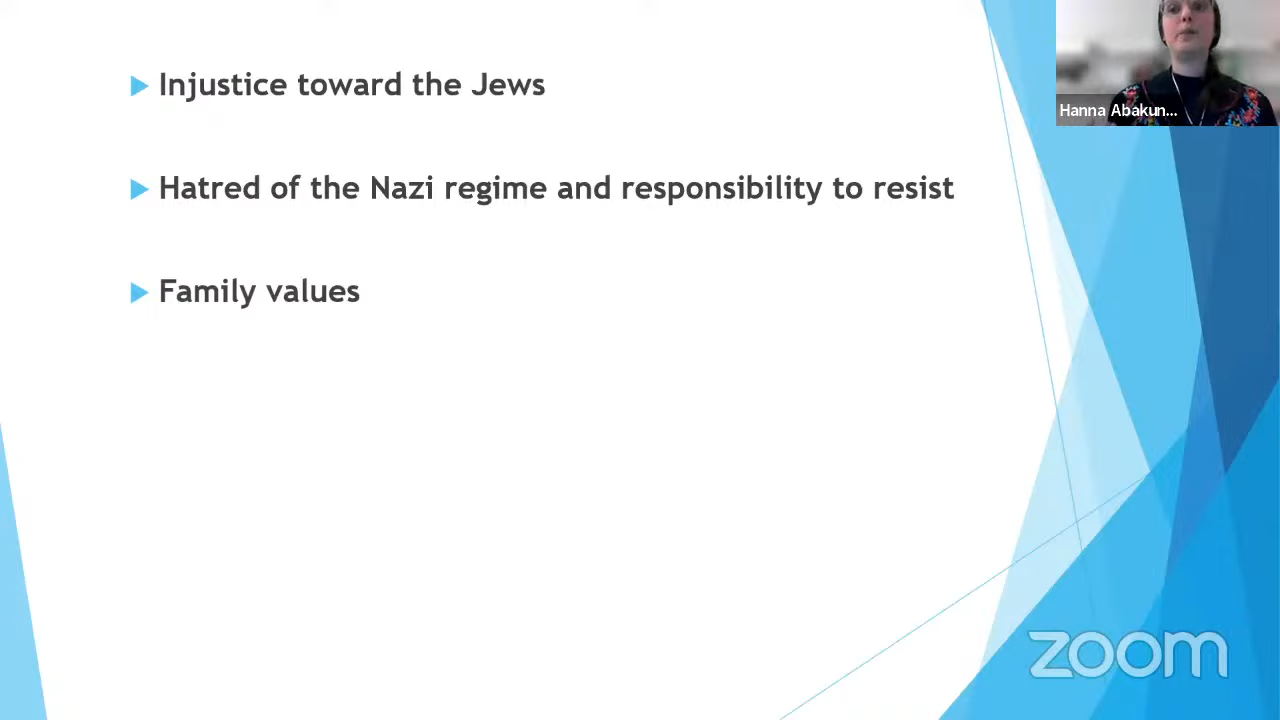 Injustice toward the Jews
Hanna Abakun...
Hatred of the Nazi regime and responsibility to resist
Family values
zoom